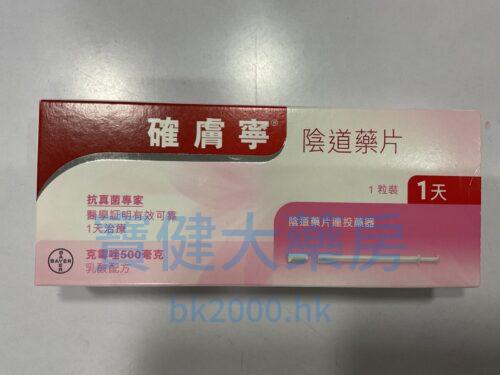 確膚寧®
陰道藥片
1 粒裝
1天
抗真菌專家
醫學証明有效可靠
1天治療
陰道藥片連投藥器
克霉唑500毫克
乳酸配方
BAYER
BAYER
寶健大藥房
bk2000.hk